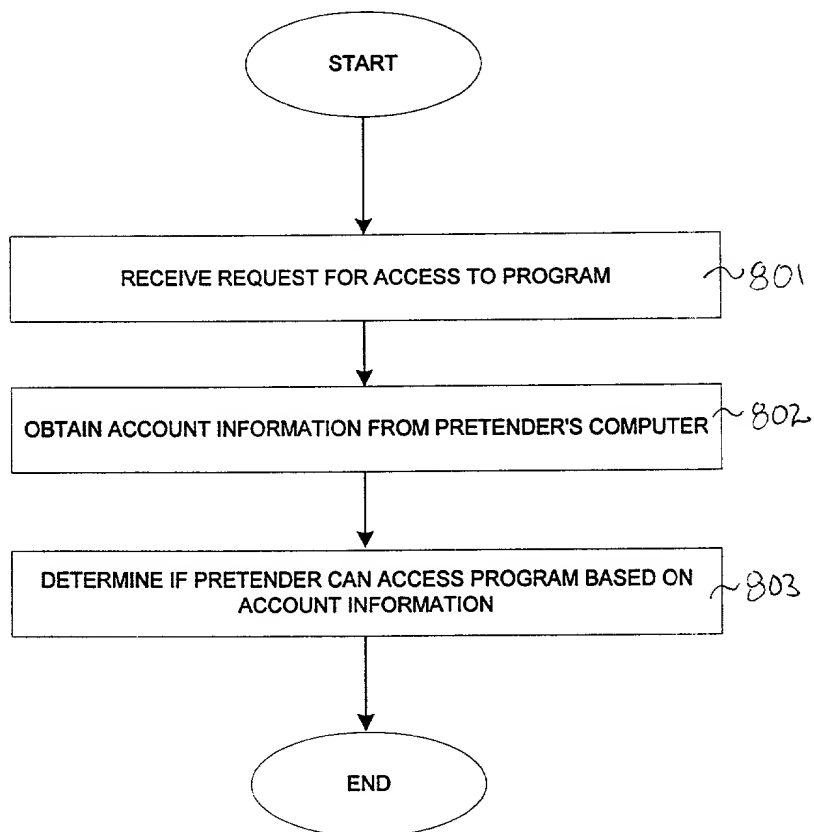 START
RECEIVE REQUEST FOR ACCESS TO PROGRAM
801
OBTAIN ACCOUNT INFORMATION FROM PRETENDER'S COMPUTER
802
DETERMINE IF PRETENDER CAN ACCESS PROGRAM BASED ON
ACCOUNT INFORMATION
803
END